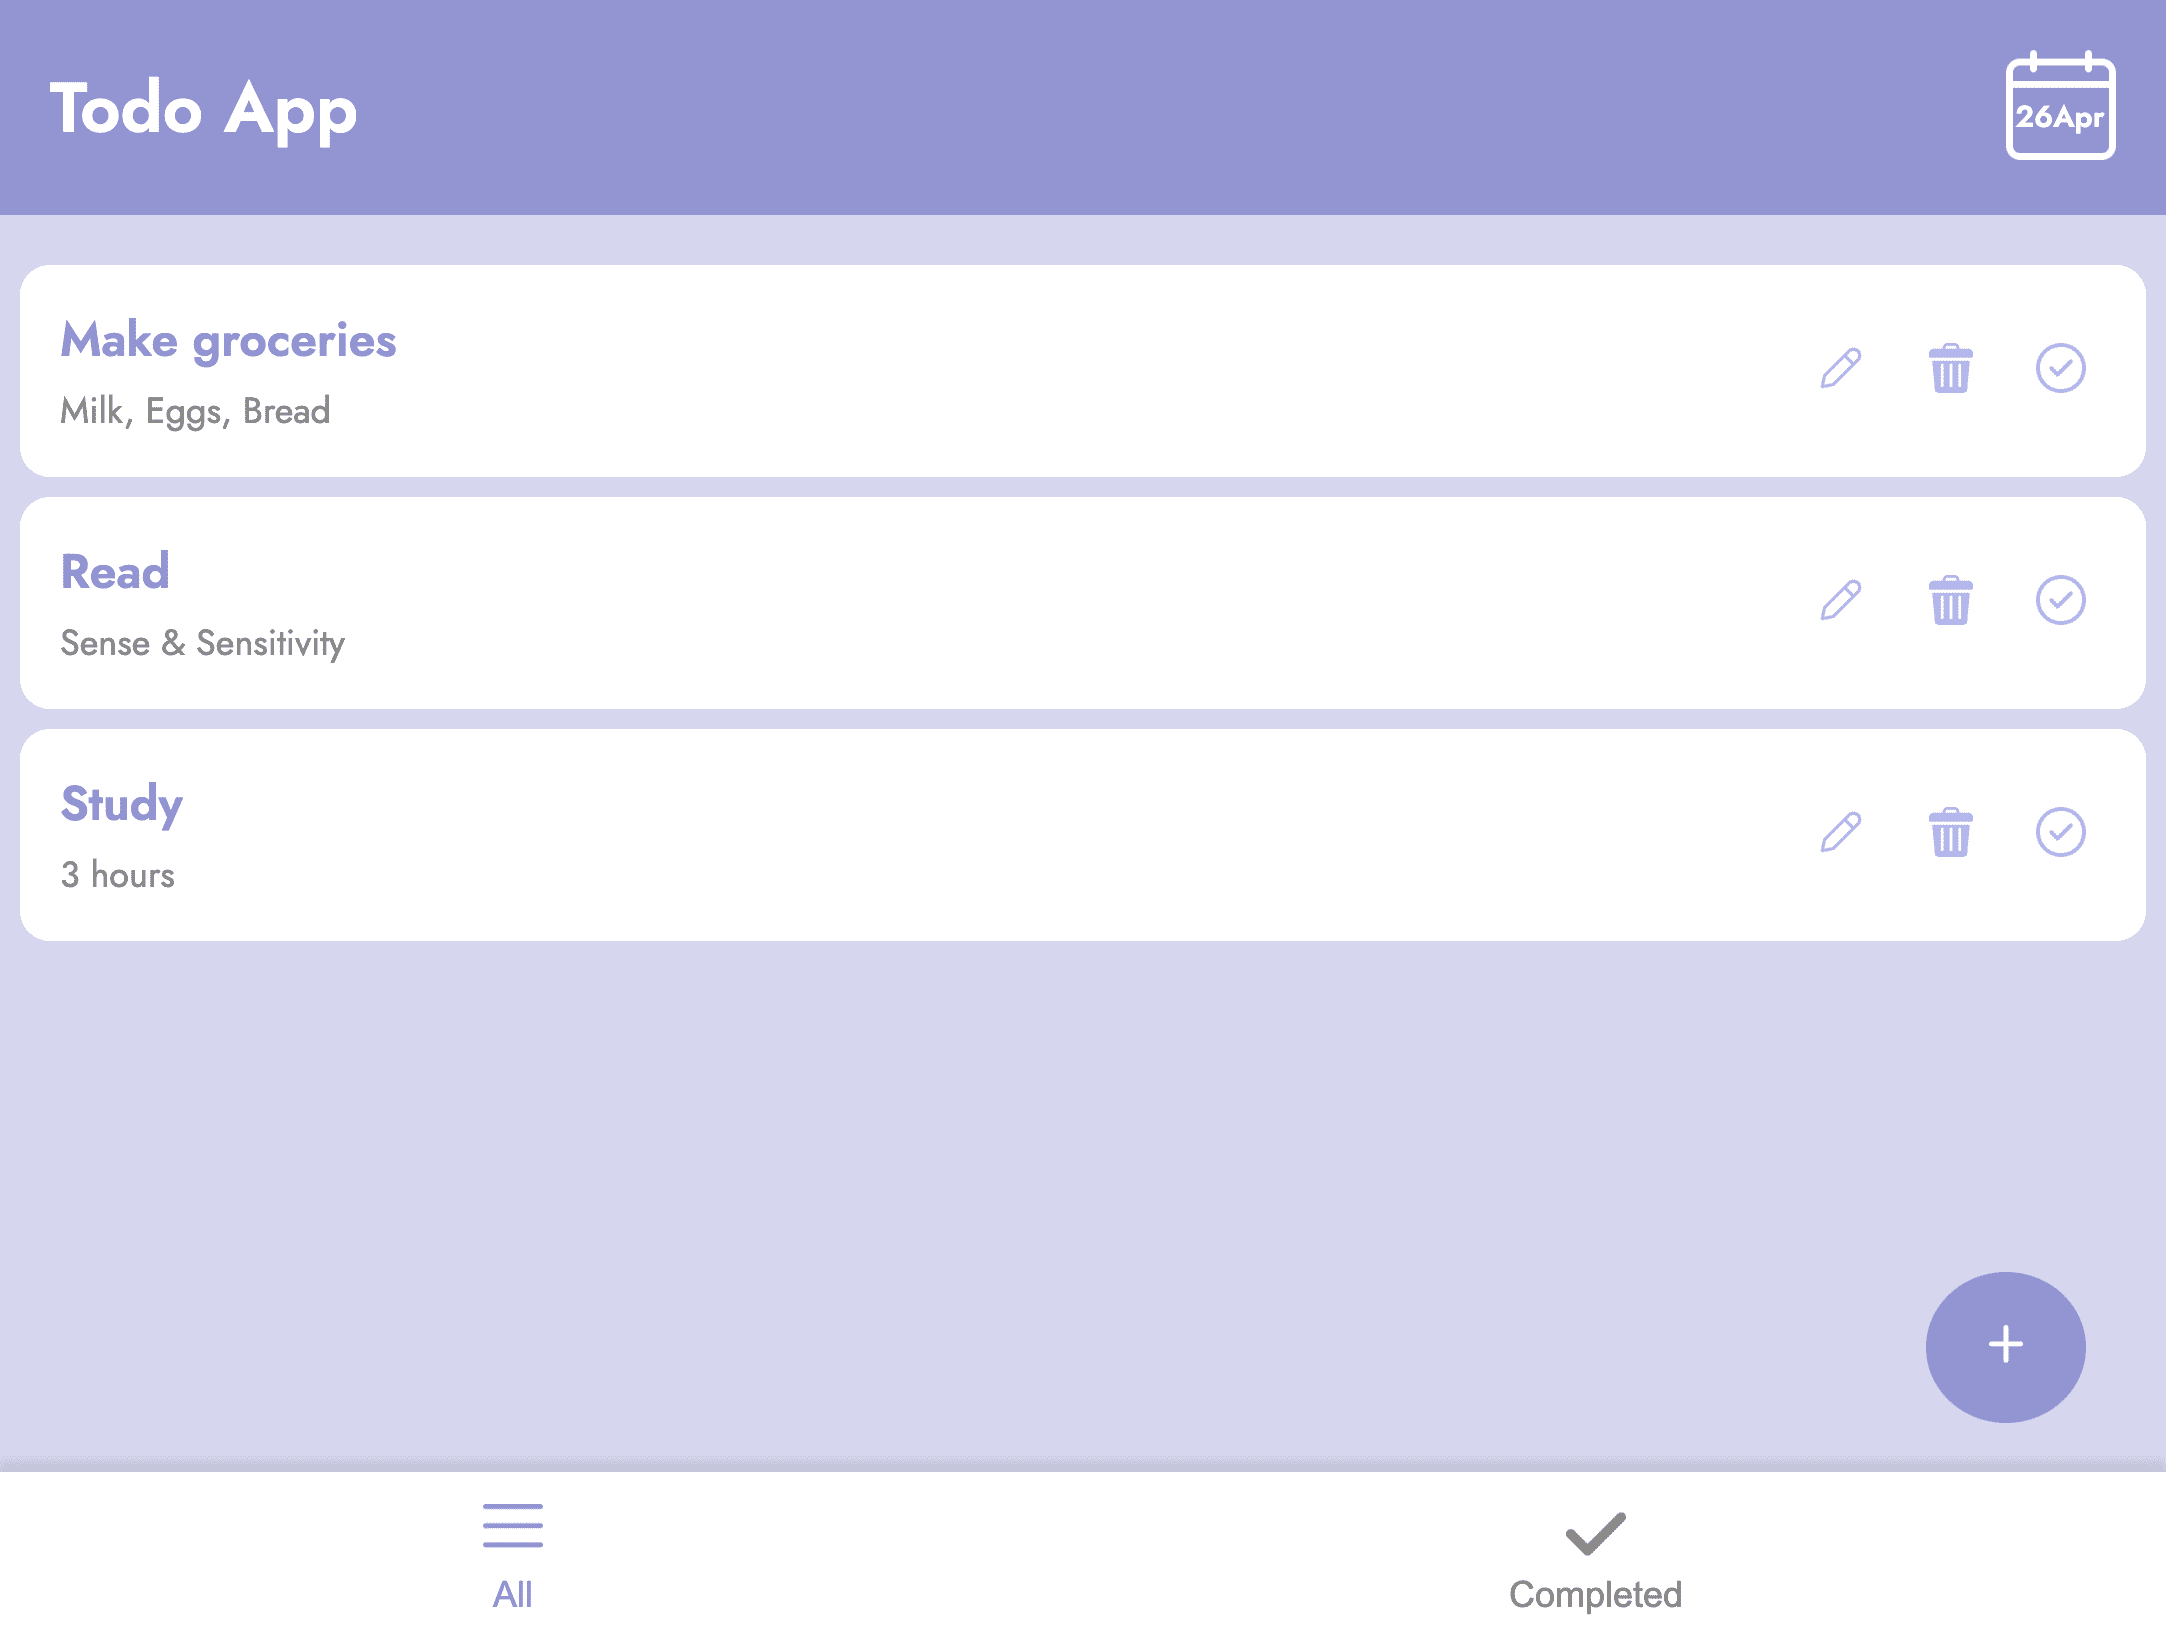 Todo App
26Apr
Make groceries
Milk, Eggs, Bread
Read
Sense & Sensitivity
Study
3 hours
All
Completed